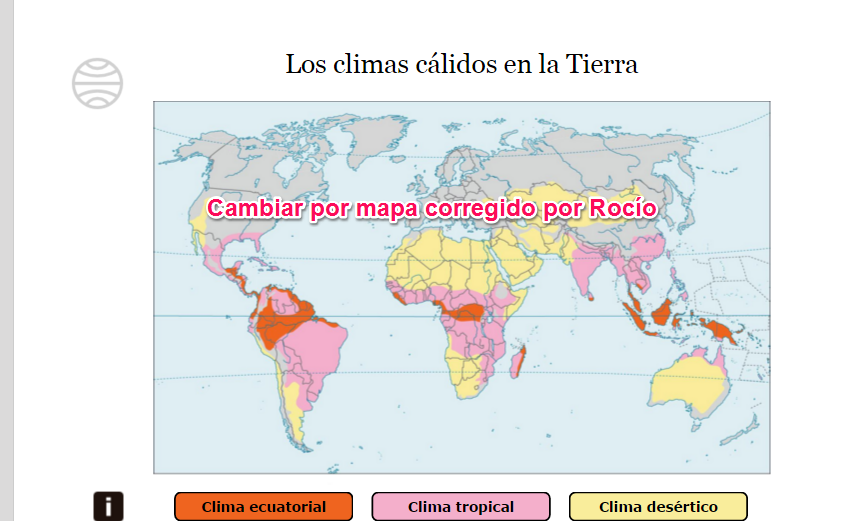 Los climas cálidos en la Tierra
Cambiar por mapa corregido por Rocío
i
Clima ecuatorial
Clima tropical
Clima desértico